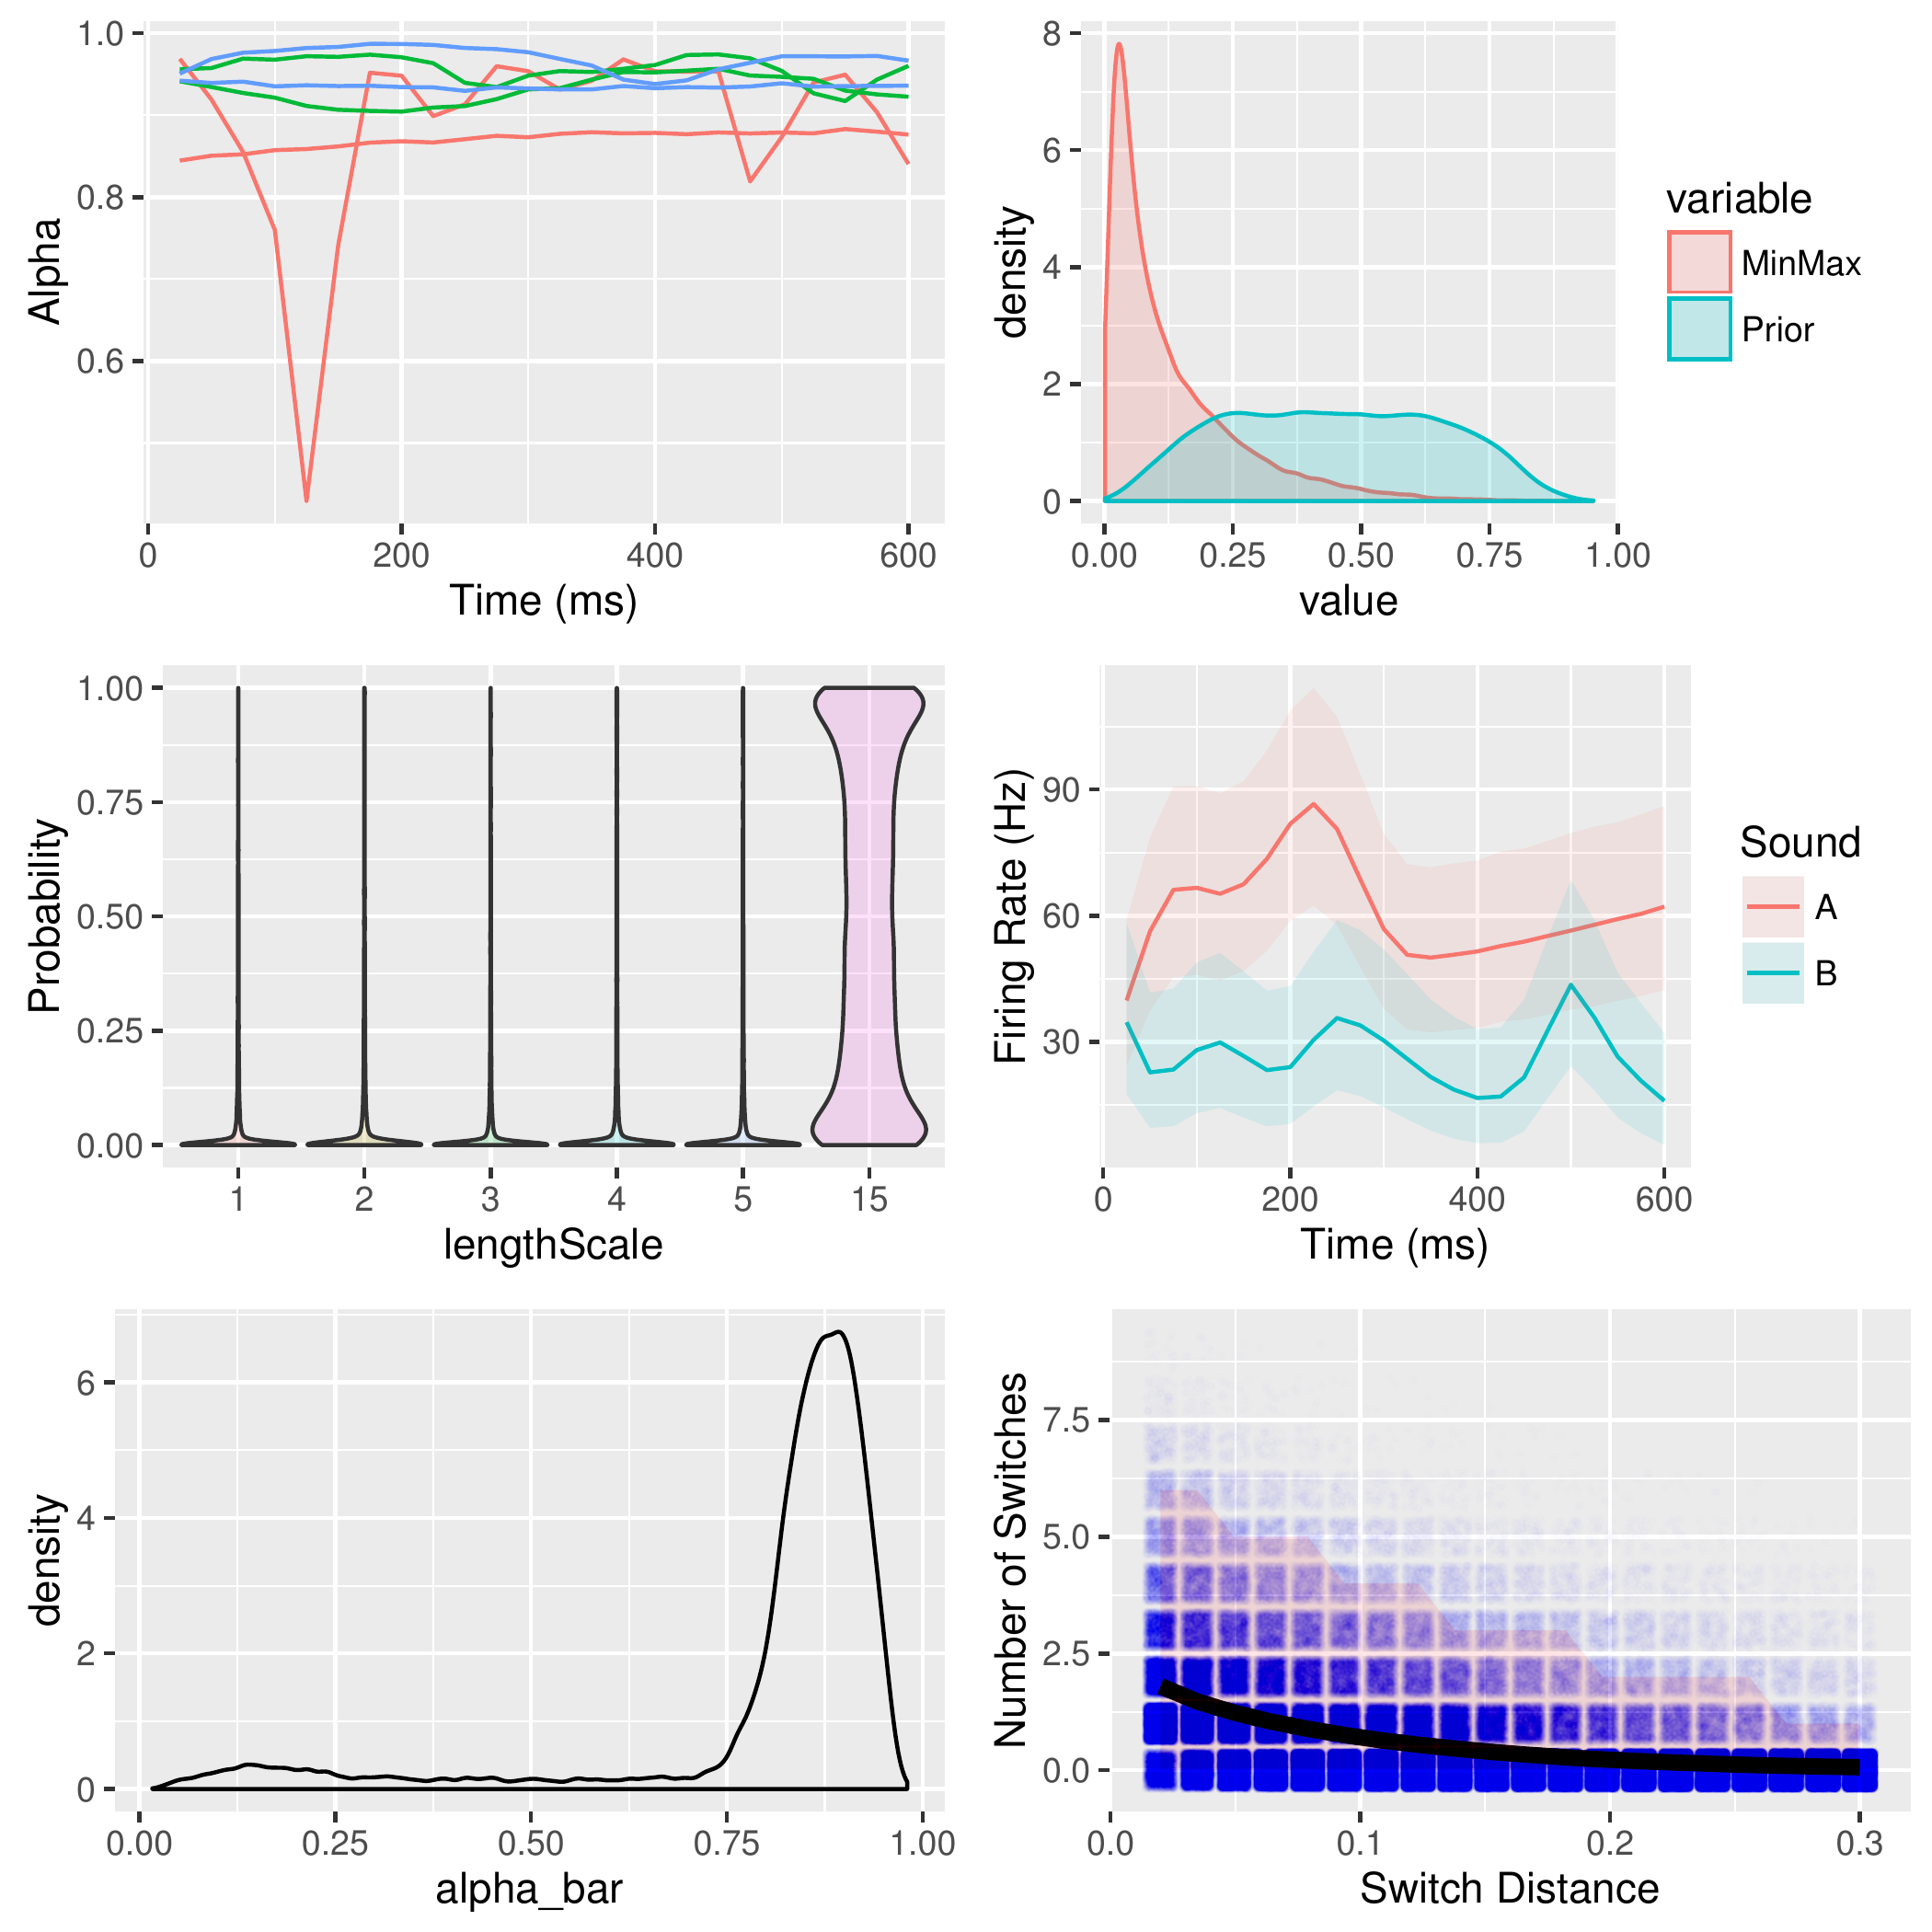 Alpha
1.0
0.8
0.6
0 200 400 600
Time (ms)
density
8
6
4
2
0
0.00 0.25 0.50 0.75 1.00
value
variable
MinMax
Prior
Probability
1.00
0.75
0.50
0.25
0.00
1 2 3 4 5 15
lengthScale
Firing Rate (Hz)
90
60
30
0 200 400 600
Time (ms)
Sound
A
B
density
6
4
2
0
0.00 0.25 0.50 0.75 1.00
alpha_bar
Number of Switches
7.5
5.0
2.5
0.0
0.0 0.1 0.2 0.3
Switch Distance